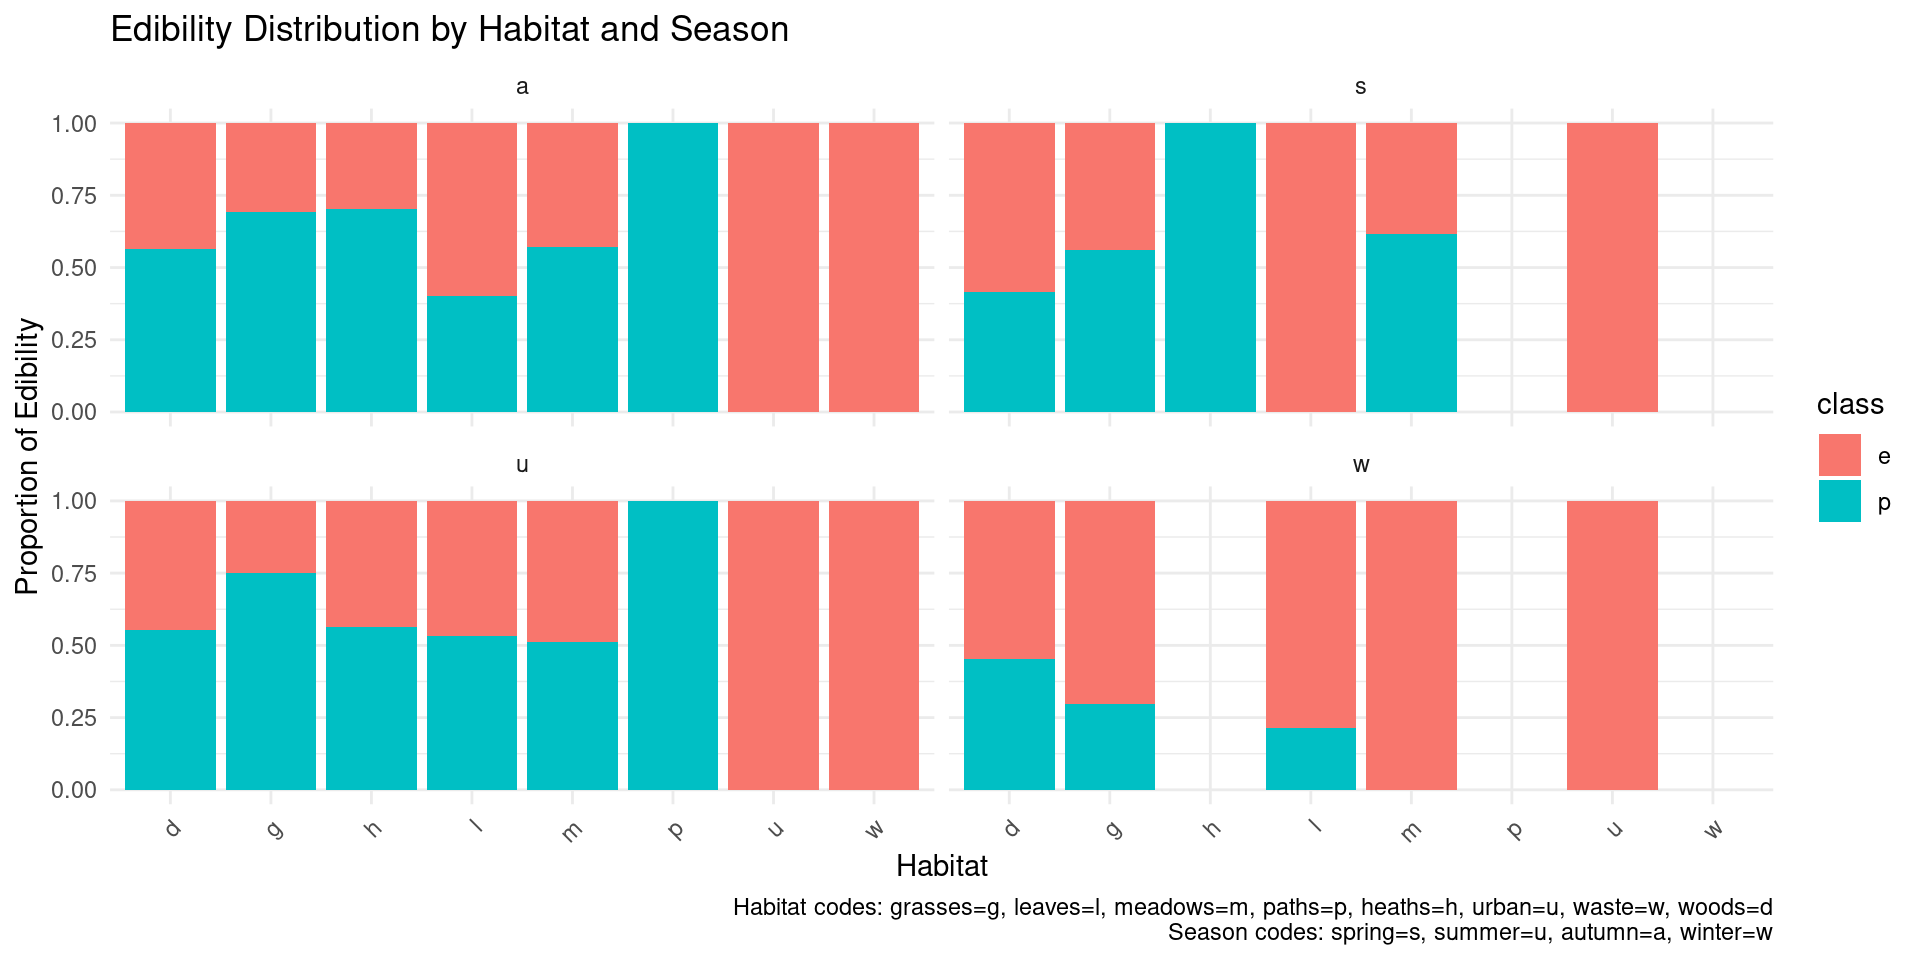 Edibility Distribution by Habitat and Season
a
s
1.00
0.75
0.50
0.25
0.00
u
w
1.00
0.75
0.50
0.25
0.00
Proportion of Edibility
d g h l m p u w
d g h l m p u w
Habitat
class
e
p
Habitat codes: grasses=g, leaves=l, meadows=m, paths=p, heaths=h, urban=u, waste=w, woods=d
Season codes: spring=s, summer=u, autumn=a, winter=w